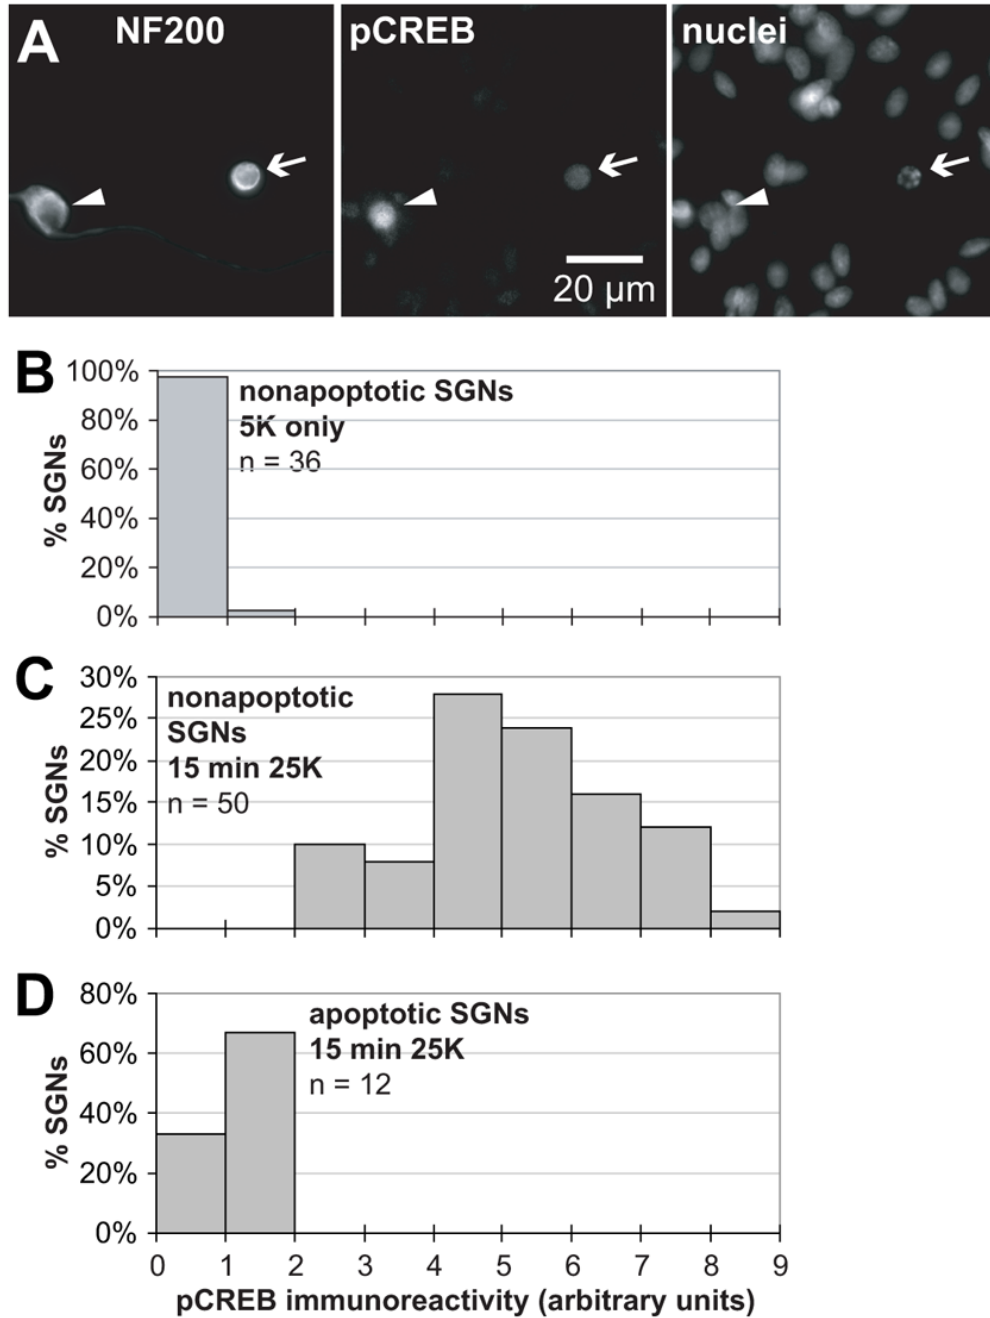 A
NF200
pCREB
nuclei
20 μm
B
100%
80%
60%
40%
20%
0%
% SGNs
nonapoptotic SGNs
5K only
n = 36
C
30%
25%
20%
15%
10%
5%
0%
% SGNs
nonapoptotic
SGNs
15 min 25K
n = 50
D
80%
60%
40%
20%
0%
% SGNs
apoptotic SGNs
15 min 25K
n = 12
0 1 2 3 4 5 6 7 8 9
pCREB immunoreactivity (arbitrary units)